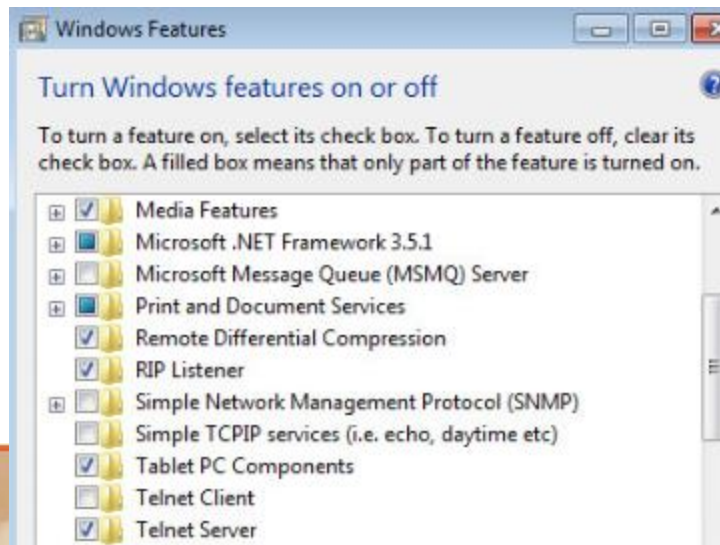 Windows Features
Turn Windows features on or off
To turn a feature on, select its check box. To turn a feature off, clear its
check box. A filled box means that only part of the feature is turned on.
Media Features
Microsoft .NET Framework 3.5.1
Microsoft Message Queue (MSMQ) Server
Print and Document Services
Remote Differential Compression
RIP Listener
Simple Network Management Protocol (SNMP)
Simple TCPIP services (i.e. echo, daytime etc)
Tablet PC Components
Telnet Client
Telnet Server